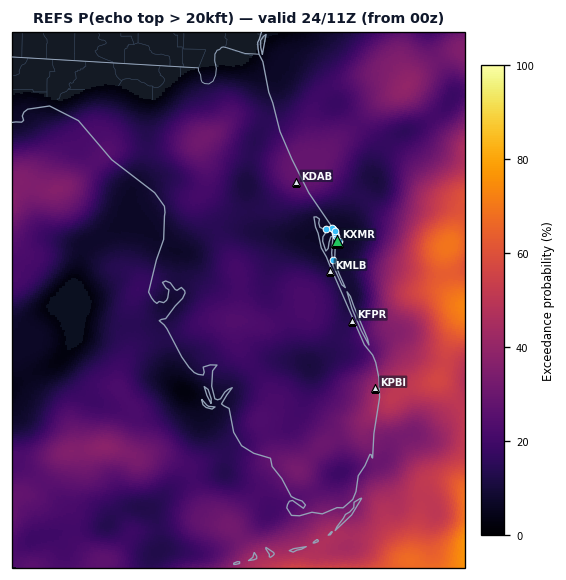 REFS P(echo top > 20kft) — valid 24/11Z (from 00z)
KDAB
KXMR
KMLB
KFPR
KPBI
100
80
60
40
20
0
Exceedance probability (%)